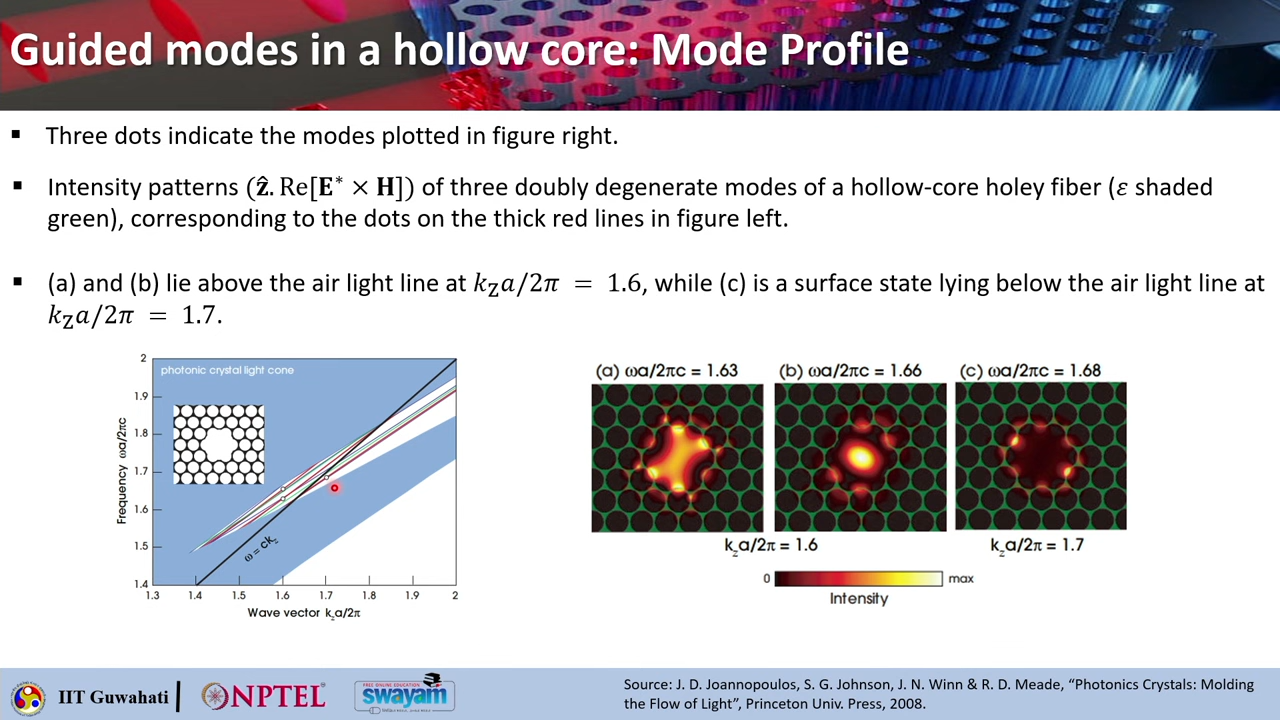 Guided modes in a hollow core: Mode Profile
▪ Three dots indicate the modes plotted in figure right.
▪ Intensity patterns (ẑ. Re[E* × H]) of three doubly degenerate modes of a hollow-core holey fiber (ε shaded
green), corresponding to the dots on the thick red lines in figure left.
▪ (a) and (b) lie above the air light line at k_z a/2π = 1.6, while (c) is a surface state lying below the air light line at
k_z a/2π = 1.7.
photonic crystal light cone
Frequency ωa/2πc
2
1.9
1.8
1.7
1.6
1.5
1.4
ω = ck_z
1.3 1.4 1.5 1.6 1.7 1.8 1.9 2
Wave vector k_z a/2π
(a) ωa/2πc = 1.63 (b) ωa/2πc = 1.66 (c) ωa/2πc = 1.68
k_z a/2π = 1.6 k_z a/2π = 1.7
0 max
Intensity
IIT Guwahati NPTEL
FREE ONLINE EDUCATION
swayam
Source: J. D. Joannopoulos, S. G. Johnson, J. N. Winn & R. D. Meade, “Photonics Crystals: Molding
the Flow of Light”, Princeton Univ. Press, 2008.